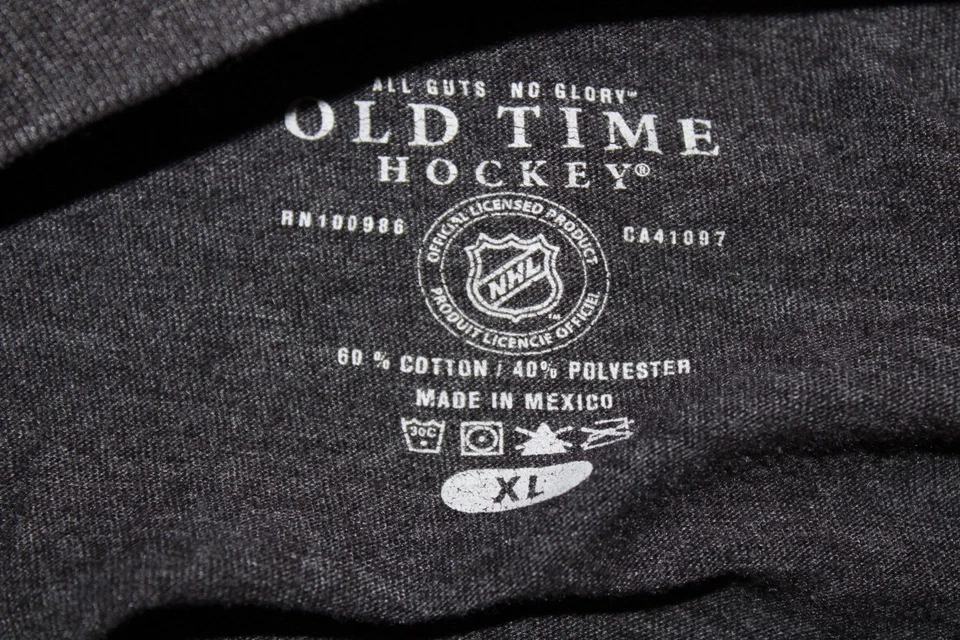 ALL GUTS NO GLORY™
OLD TIME
HOCKEY®
RN100986
CA41097
OFFICIAL LICENSED PRODUCT
NHL™
PRODUIT LICENCIE OFFICIEL
60 % COTTON / 40% POLYESTER
MADE IN MEXICO
30C
XL